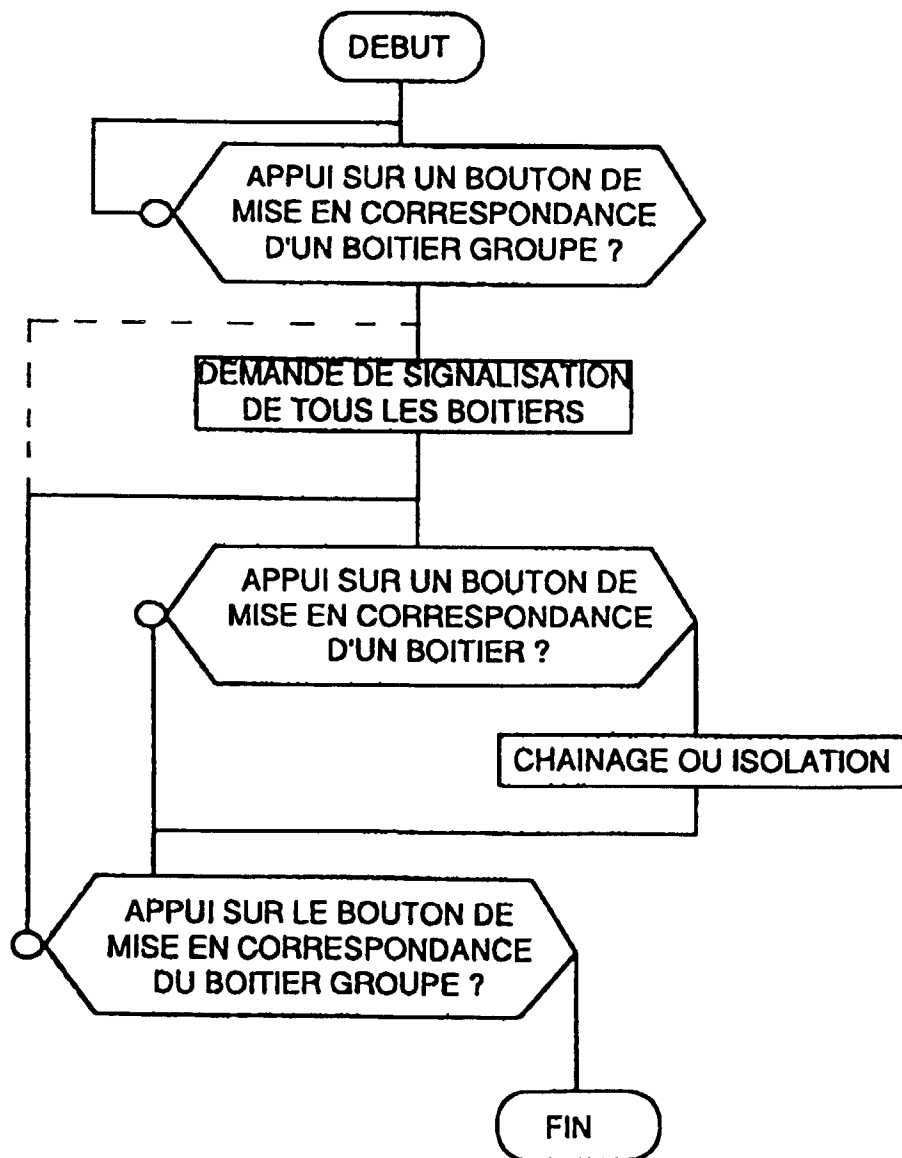 DEBUT
APPUI SUR UN BOUTON DE
MISE EN CORRESPONDANCE
D'UN BOITIER GROUPE ?
DEMANDE DE SIGNALISATION
DE TOUS LES BOITIERS
APPUI SUR UN BOUTON DE
MISE EN CORRESPONDANCE
D'UN BOITIER ?
CHAINAGE OU ISOLATION
APPUI SUR LE BOUTON DE
MISE EN CORRESPONDANCE
DU BOITIER GROUPE ?
FIN